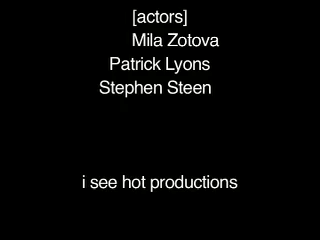 [actors]
Mila Zotova
Patrick Lyons
Stephen Steen
i see hot productions